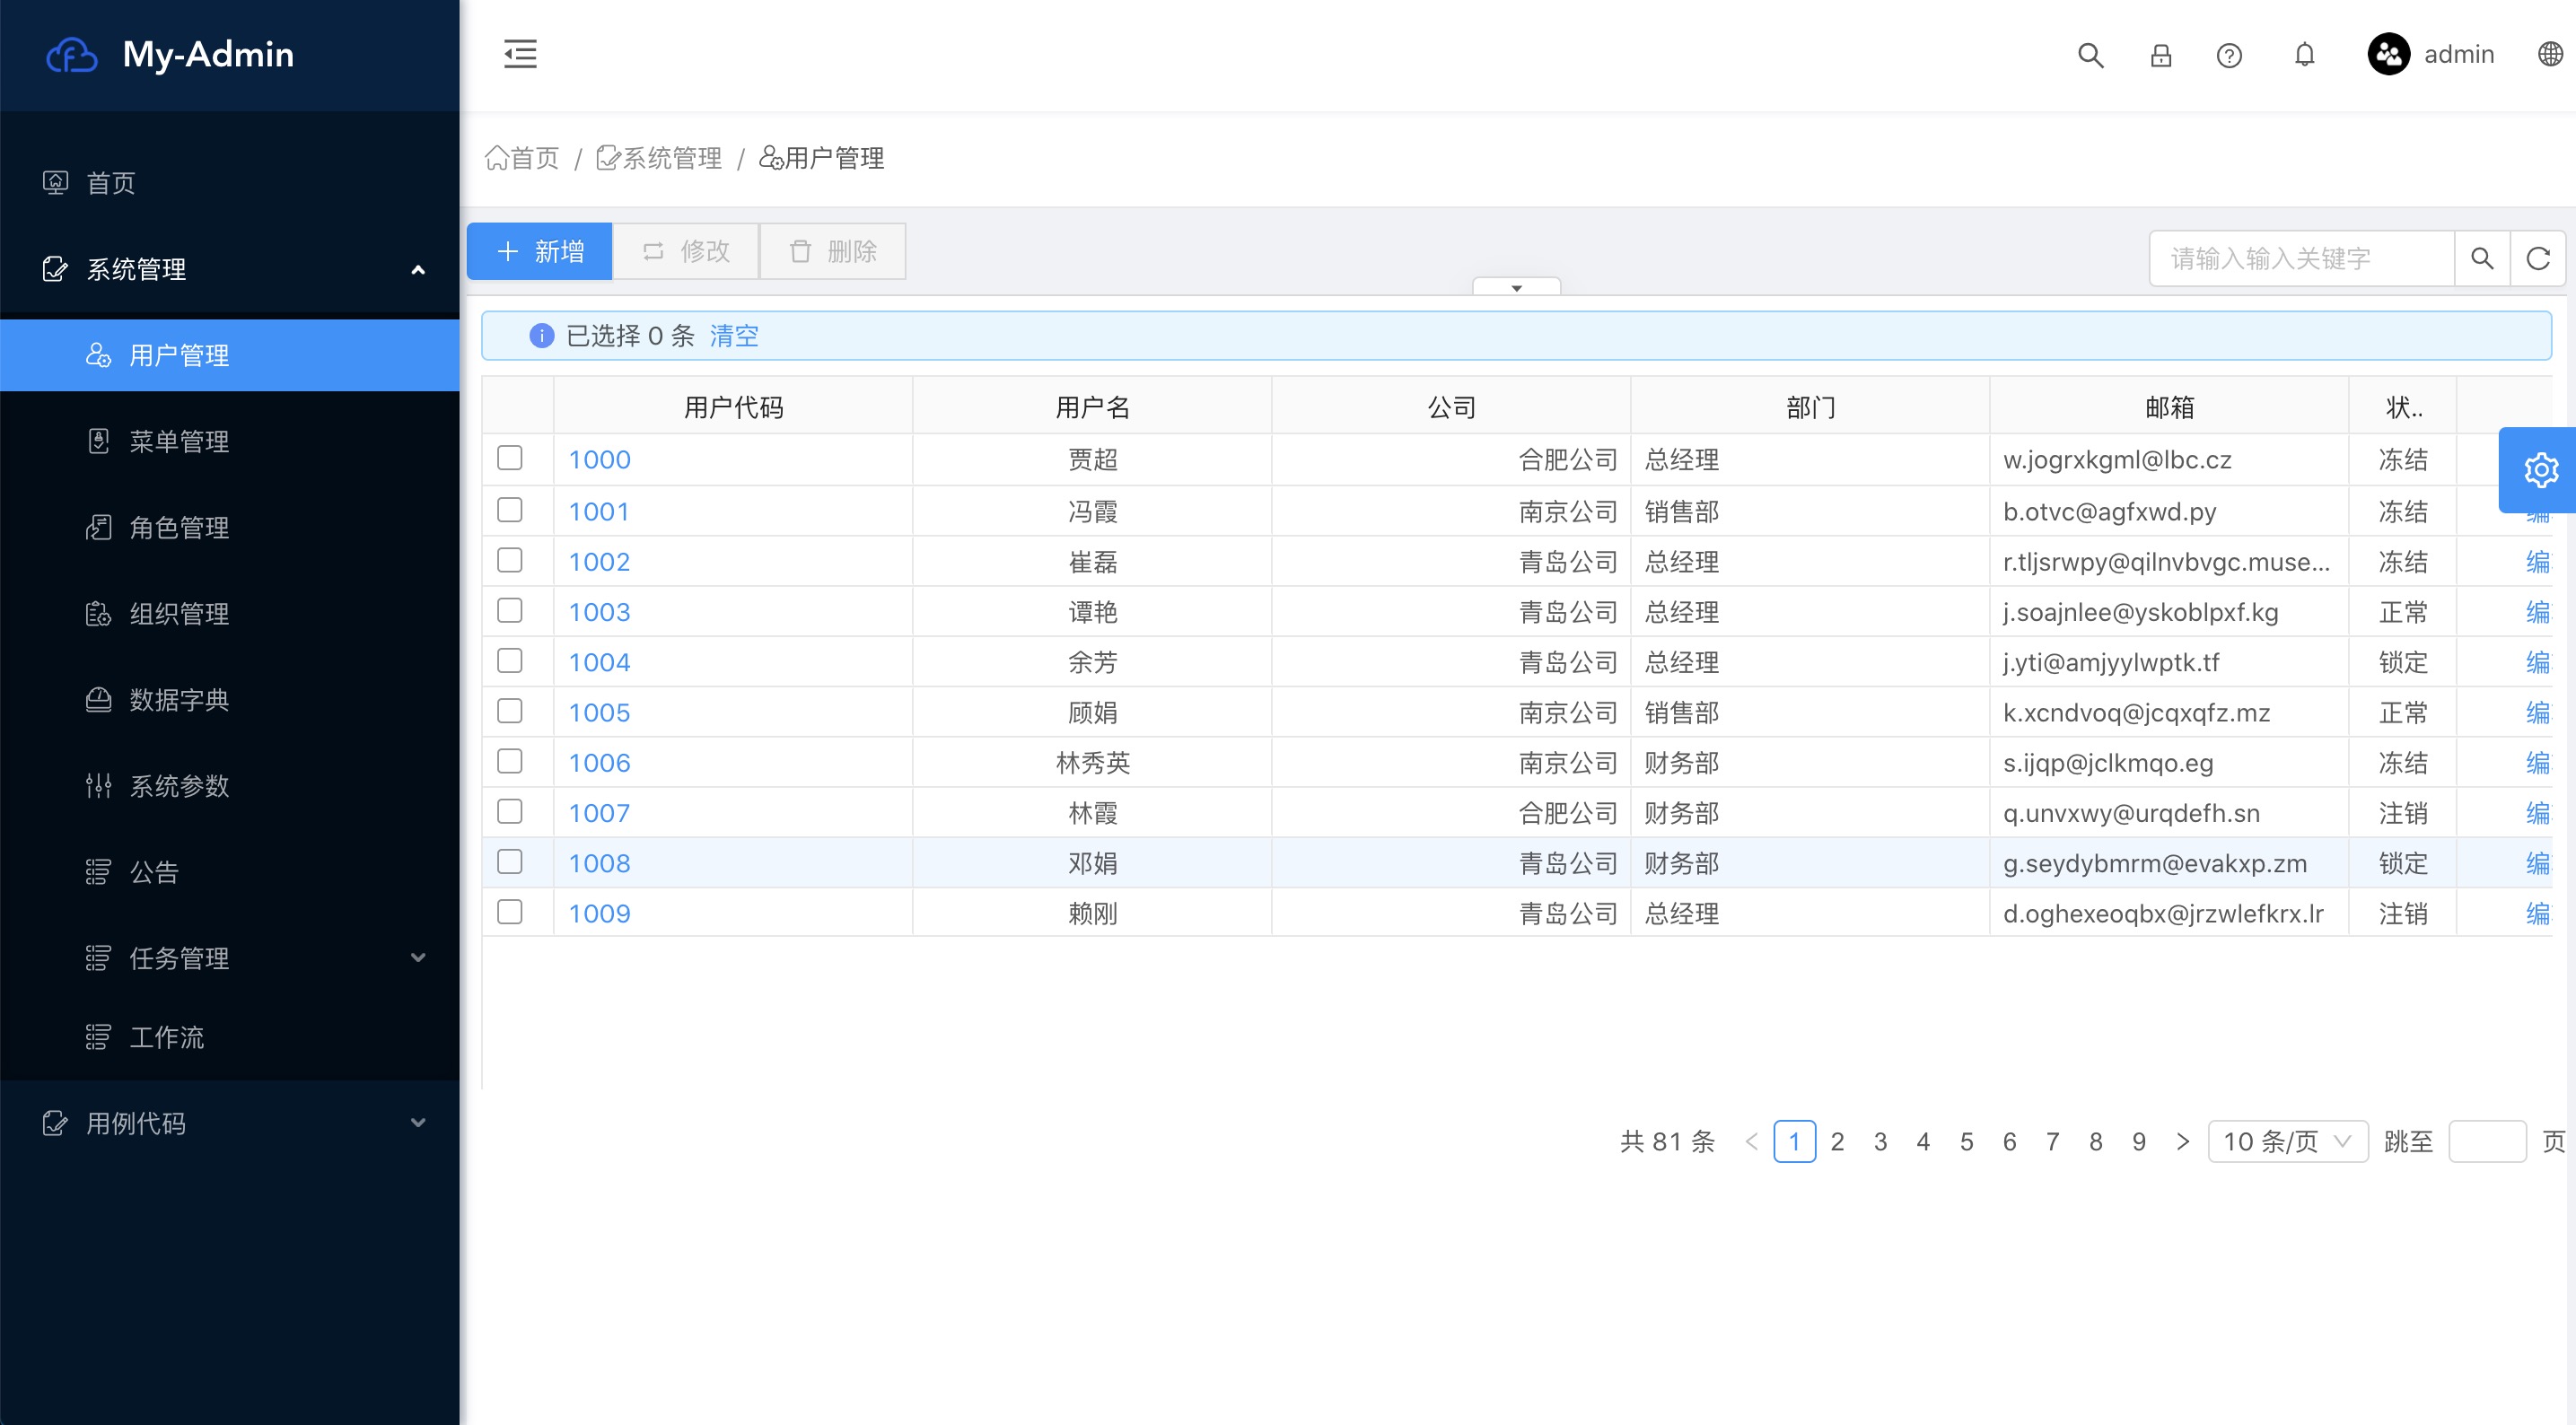 My-Admin
admin
首页
系统管理
用户管理
菜单管理
角色管理
组织管理
数据字典
系统参数
公告
任务管理
工作流
用例代码
首页 / 系统管理 / 用户管理
新增 修改 删除
请输入输入关键字
已选择 0 条 清空
用户代码 用户名 公司 部门 邮箱 状..
1000 贾超 合肥公司 总经理 w.jogrxkgml@lbc.cz 冻结
1001 冯霞 南京公司 销售部 b.otvc@agfxwd.py 冻结
1002 崔磊 青岛公司 总经理 r.tljsrwpy@qilnvbvgc.muse... 冻结 编
1003 谭艳 青岛公司 总经理 j.soajnlee@yskoblpxf.kg 正常 编
1004 余芳 青岛公司 总经理 j.yti@amjyylwptk.tf 锁定 编
1005 顾娟 南京公司 销售部 k.xcndvoq@jcqxqfz.mz 正常 编
1006 林秀英 南京公司 财务部 s.ijqp@jclkmqo.eg 冻结 编
1007 林霞 合肥公司 财务部 q.unvxwy@urqdefh.sn 注销 编
1008 邓娟 青岛公司 财务部 g.seydybmrm@evakxp.zm 锁定 编
1009 赖刚 青岛公司 总经理 d.oghexeoqbx@jrzwlefkrx.lr 注销 编
共 81 条 < 1 2 3 4 5 6 7 8 9 > 10 条/页 跳至 页